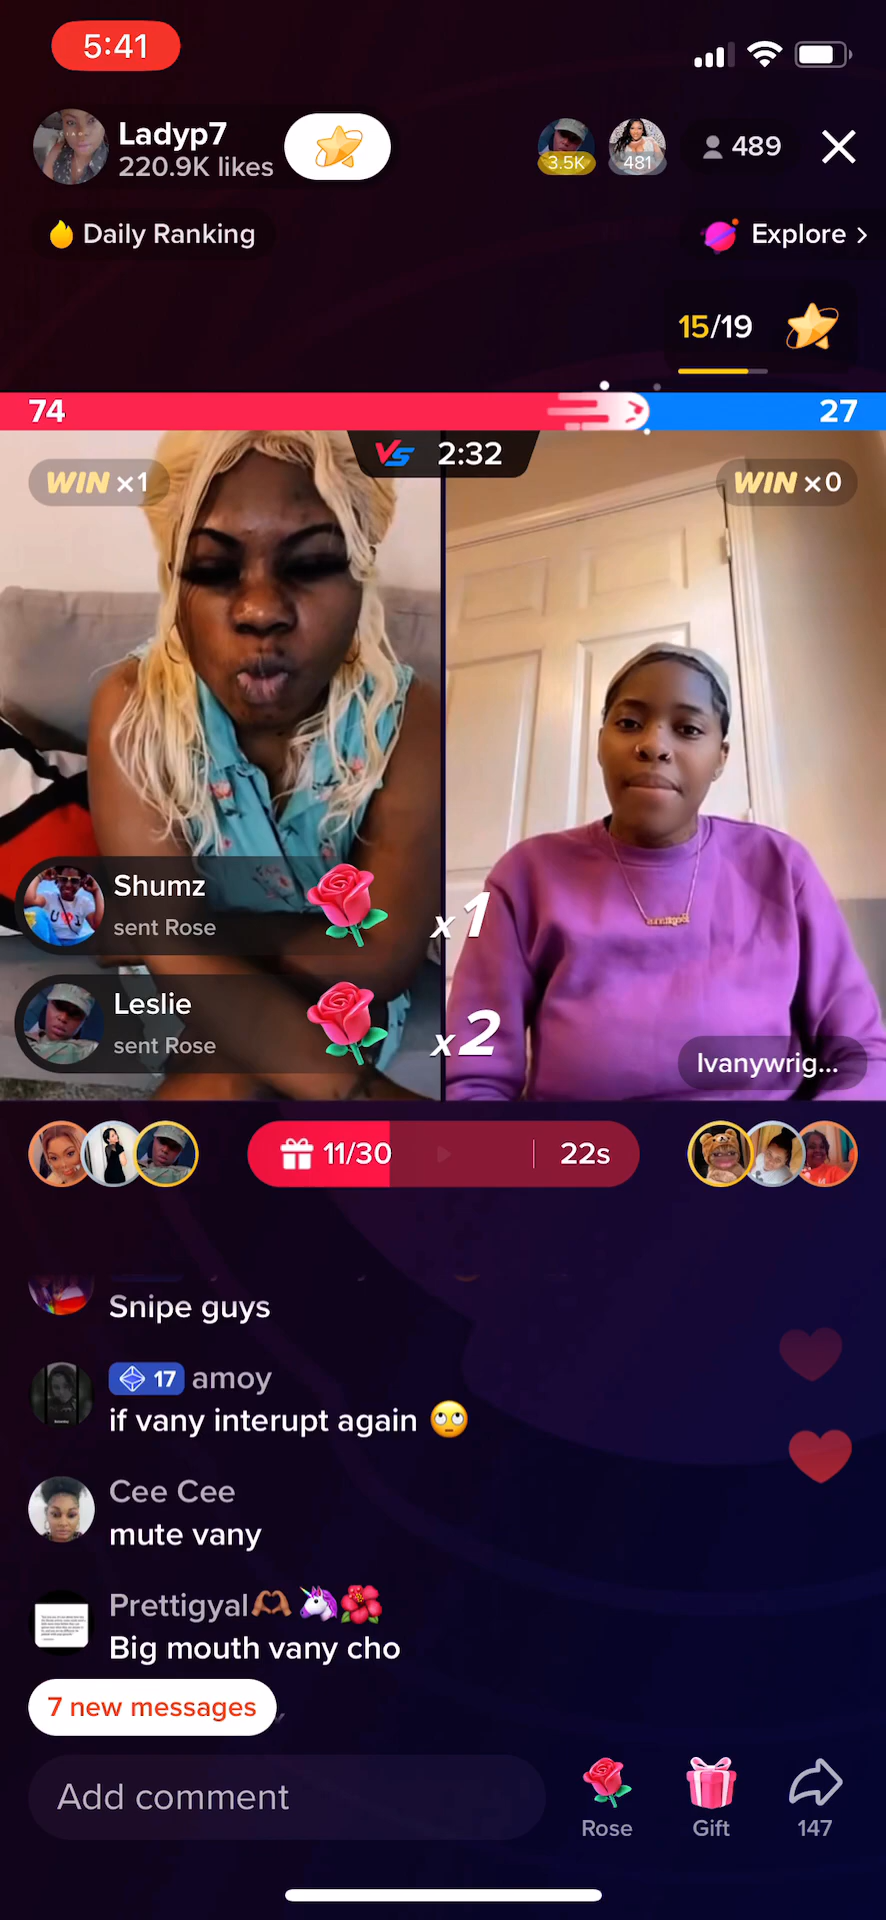 5:41
Ladyp7
220.9K likes
3.5K
481
489
Daily Ranking
Explore >
15/19
74
27
VS 2:32
WIN x1
WIN x0
Shumz
sent Rose
x1
Leslie
sent Rose
x2
Ivanywrig...
11/30
22s
Snipe guys
17 amoy
if vany interupt again 🙄
Cee Cee
mute vany
Prettigyal🫶🏾🦄🌺
Big mouth vany cho
7 new messages
Add comment
Rose
Gift
147